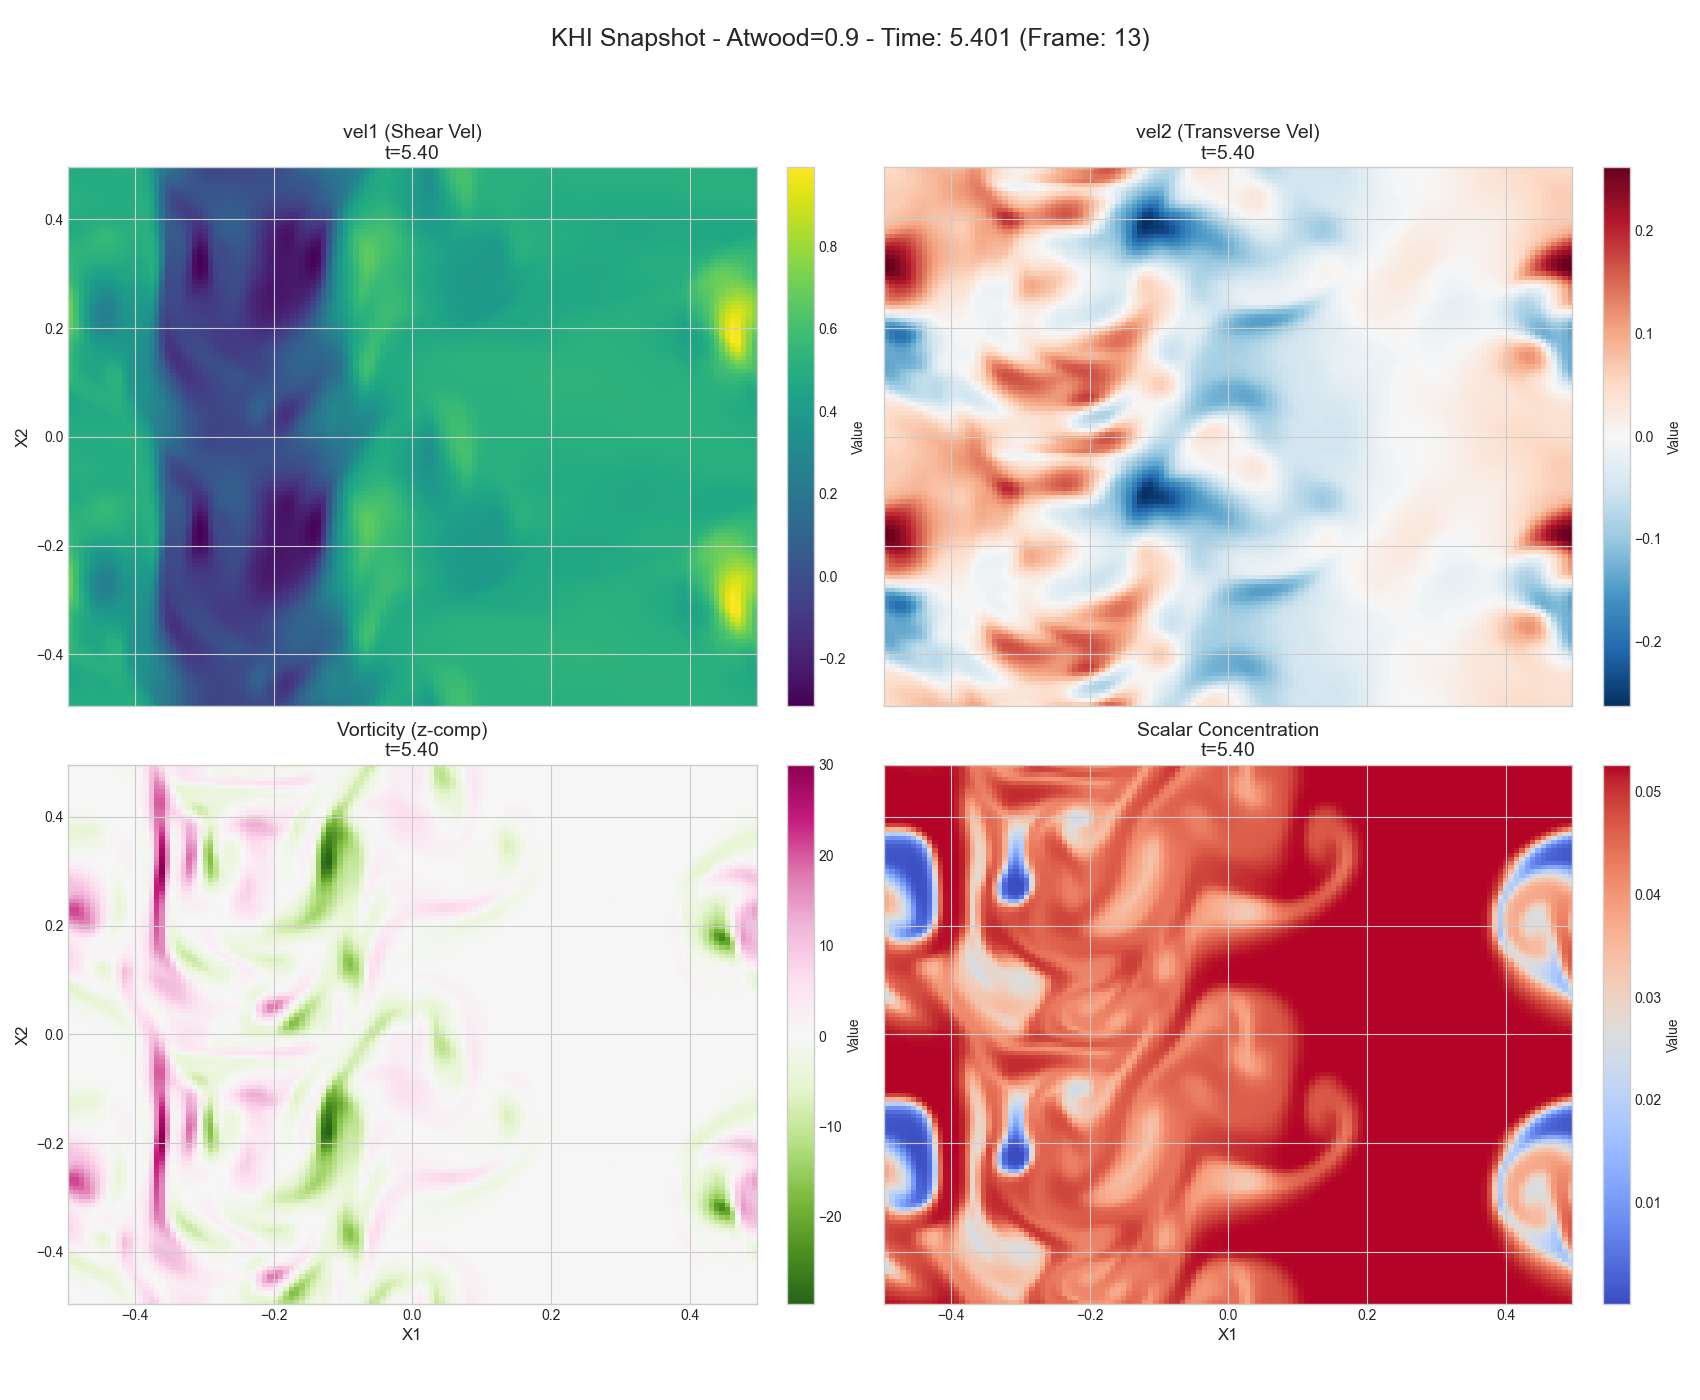 KHI Snapshot - Atwood=0.9 - Time: 5.401 (Frame: 13)
vel1 (Shear Vel)
t=5.40
X2
0.4
0.2
0.0
−0.2
−0.4
0.8
0.6
0.4
0.2
0.0
−0.2
Value
vel2 (Transverse Vel)
t=5.40
0.2
0.1
0.0
−0.1
−0.2
Value
Vorticity (z-comp)
t=5.40
X2
0.4
0.2
0.0
−0.2
−0.4
−0.4
−0.2
0.0
0.2
0.4
X1
30
20
10
0
−10
−20
Value
Scalar Concentration
t=5.40
−0.4
−0.2
0.0
0.2
0.4
X1
0.05
0.04
0.03
0.02
0.01
Value